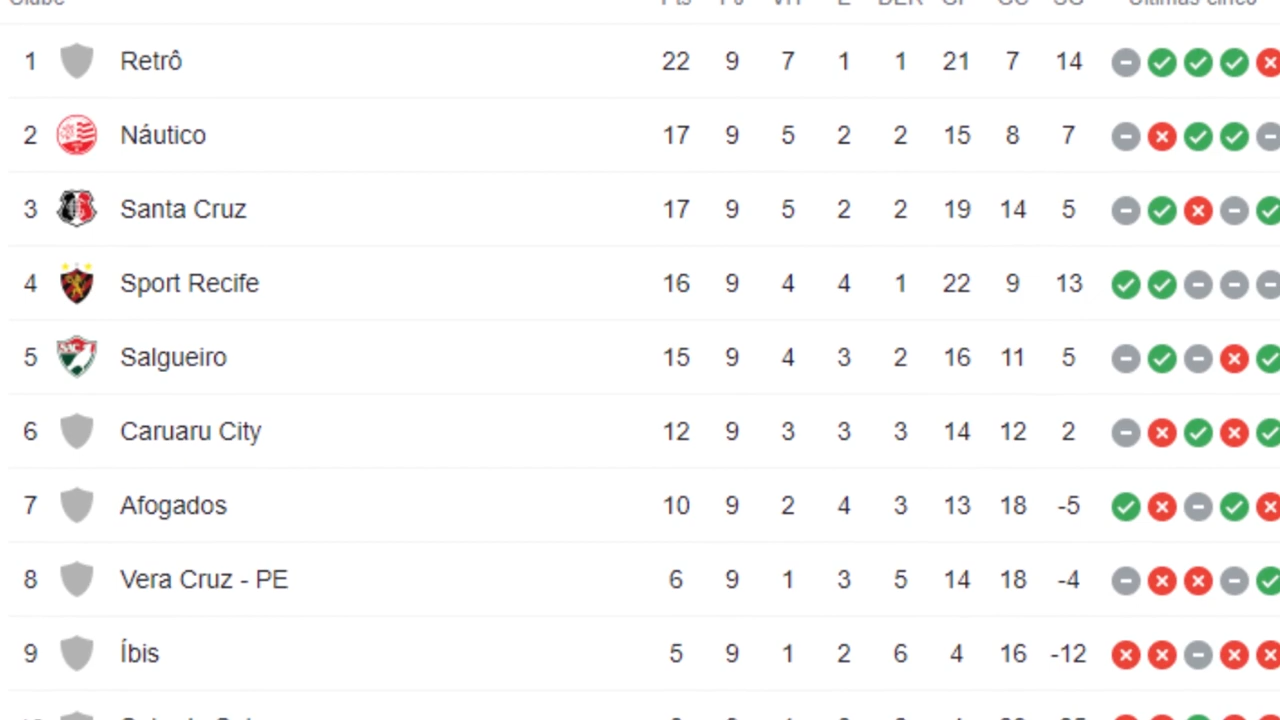 Clube Pts PJ VIT E DER GP GC SG Últimas cinco
1 Retrô 22 9 7 1 1 21 7 14
2 Náutico 17 9 5 2 2 15 8 7
3 Santa Cruz 17 9 5 2 2 19 14 5
4 Sport Recife 16 9 4 4 1 22 9 13
5 Salgueiro 15 9 4 3 2 16 11 5
6 Caruaru City 12 9 3 3 3 14 12 2
7 Afogados 10 9 2 4 3 13 18 -5
8 Vera Cruz - PE 6 9 1 3 5 14 18 -4
9 Íbis 5 9 1 2 6 4 16 -12